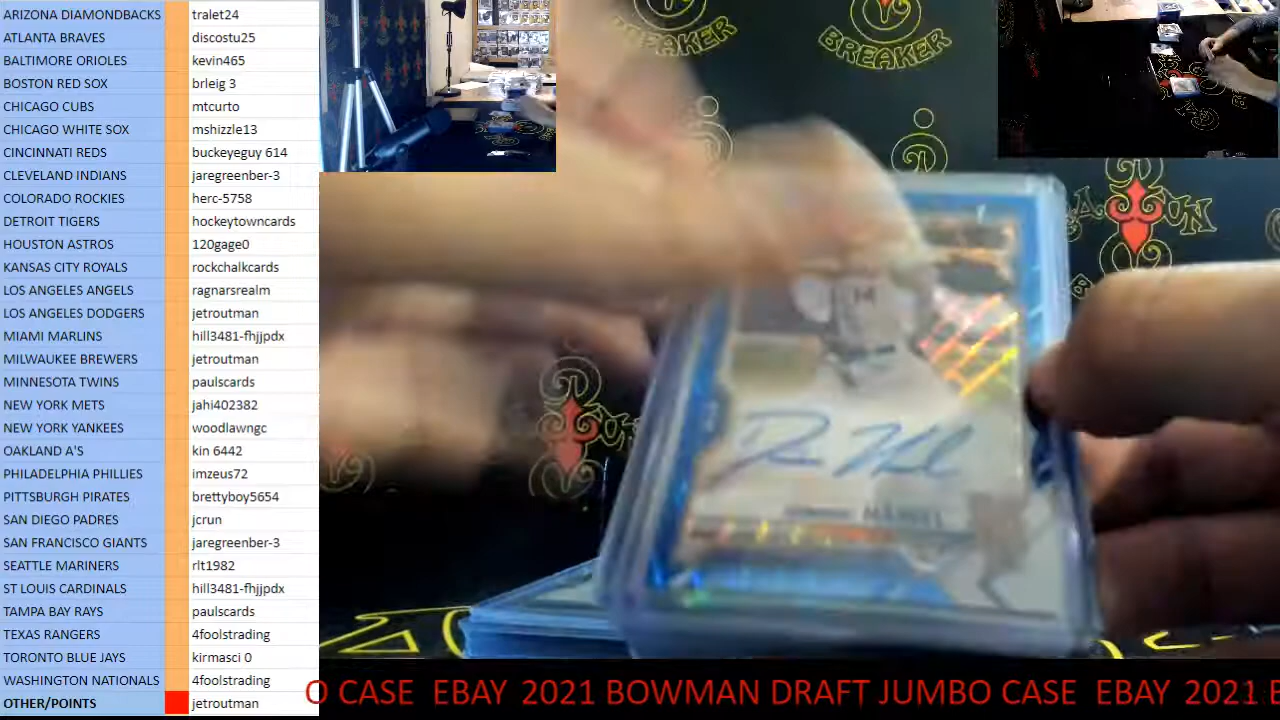 ARIZONA DIAMONDBACKS tralet24
ATLANTA BRAVES discostu25
BALTIMORE ORIOLES kevin465
BOSTON RED SOX brleig 3
CHICAGO CUBS mtcurto
CHICAGO WHITE SOX mshizzle13
CINCINNATI REDS buckeyeguy 614
CLEVELAND INDIANS jaregreenber-3
COLORADO ROCKIES herc-5758
DETROIT TIGERS hockeytowncards
HOUSTON ASTROS 120gage0
KANSAS CITY ROYALS rockchalkcards
LOS ANGELES ANGELS ragnarsrealm
LOS ANGELES DODGERS jetroutman
MIAMI MARLINS hill3481-fhjjpdx
MILWAUKEE BREWERS jetroutman
MINNESOTA TWINS paulscards
NEW YORK METS jahi402382
NEW YORK YANKEES woodlawngc
OAKLAND A'S kin 6442
PHILADELPHIA PHILLIES imzeus72
PITTSBURGH PIRATES brettyboy5654
SAN DIEGO PADRES jcrun
SAN FRANCISCO GIANTS jaregreenber-3
SEATTLE MARINERS rlt1982
ST LOUIS CARDINALS hill3481-fhjjpdx
TAMPA BAY RAYS paulscards
TEXAS RANGERS 4foolstrading
TORONTO BLUE JAYS kirmasci 0
WASHINGTON NATIONALS 4foolstrading
OTHER POINTS jetroutman
BREAKER
BREAKER
O CASE EBAY 2021 BOWMAN DRAFT JUMBO CASE EBAY 2021